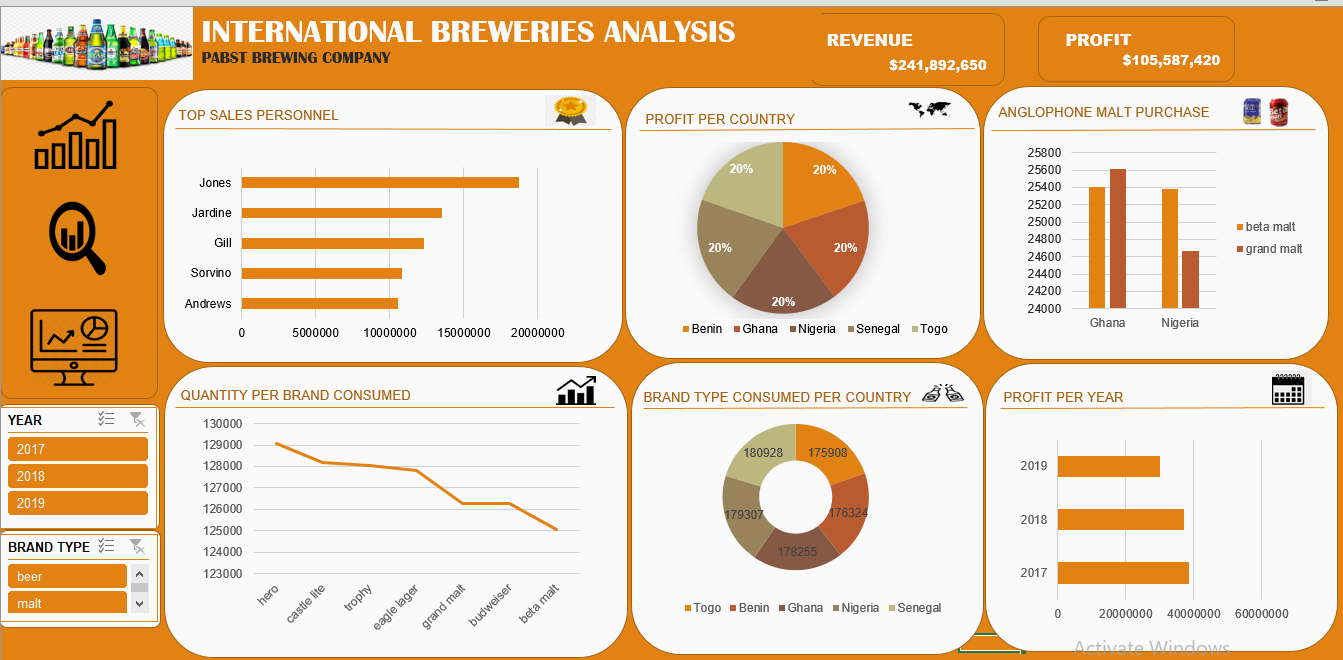 INTERNATIONAL BREWERIES ANALYSIS
PABST BREWING COMPANY
REVENUE
$241,892,650
PROFIT
$105,587,420
TOP SALES PERSONNEL
Jones
Jardine
Gill
Sorvino
Andrews
0 5000000 10000000 15000000 20000000
PROFIT PER COUNTRY
20% 20%
20% 20%
20%
Benin Ghana Nigeria Senegal Togo
ANGLOPHONE MALT PURCHASE
25800
25600
25400
25200
25000
24800
24600
24400
24200
24000
Ghana Nigeria
beta malt
grand malt
YEAR
2017
2018
2019
BRAND TYPE
beer
malt
QUANTITY PER BRAND CONSUMED
130000
129000
128000
127000
126000
125000
124000
123000
hero castle lite trophy eagle lager grand malt budweiser beta malt
BRAND TYPE CONSUMED PER COUNTRY
180928 175908
179307 176324
178255
Togo Benin Ghana Nigeria Senegal
PROFIT PER YEAR
2019
2018
2017
0 20000000 40000000 60000000
Activate Windows